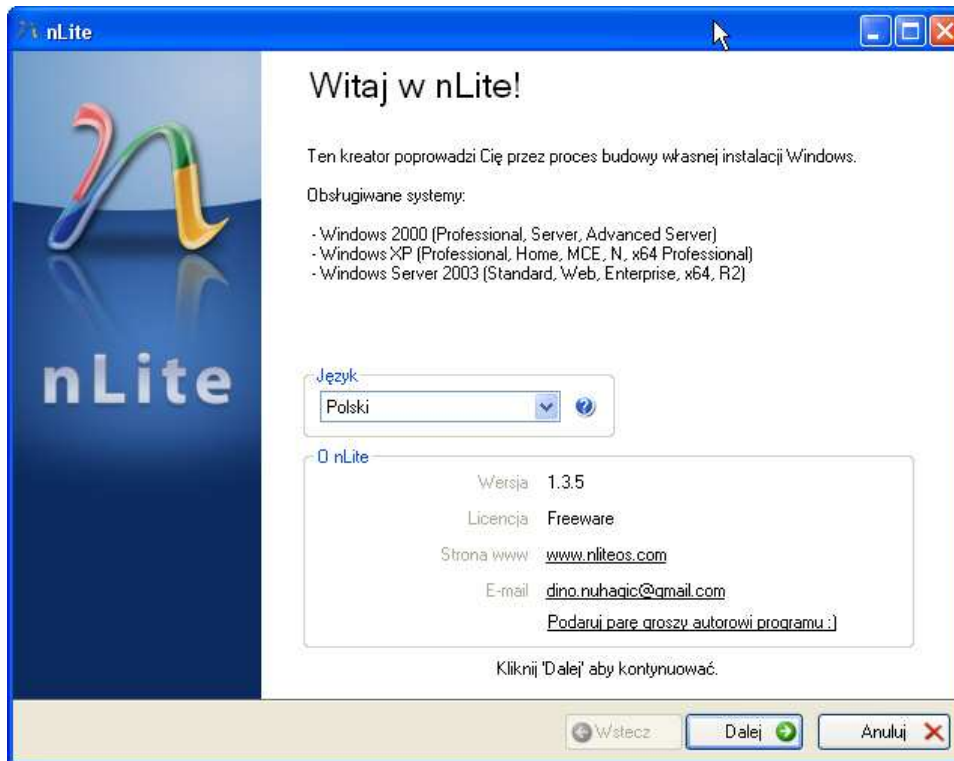 nLite
Witaj w nLite!
Ten kreator poprowadzi Cię przez proces budowy własnej instalacji Windows.
Obsługiwane systemy:
- Windows 2000 (Professional, Server, Advanced Server)
- Windows XP (Professional, Home, MCE, N, x64 Professional)
- Windows Server 2003 (Standard, Web, Enterprise, x64, R2)
nLite
Język
Polski
O nLite
Wersja 1.3.5
Licencja Freeware
Strona www www.nliteos.com
E-mail dino.nuhagic@gmail.com
Podaruj parę groszy autorowi programu :)
Kliknij 'Dalej' aby kontynuować.
Wstecz Dalej Anuluj